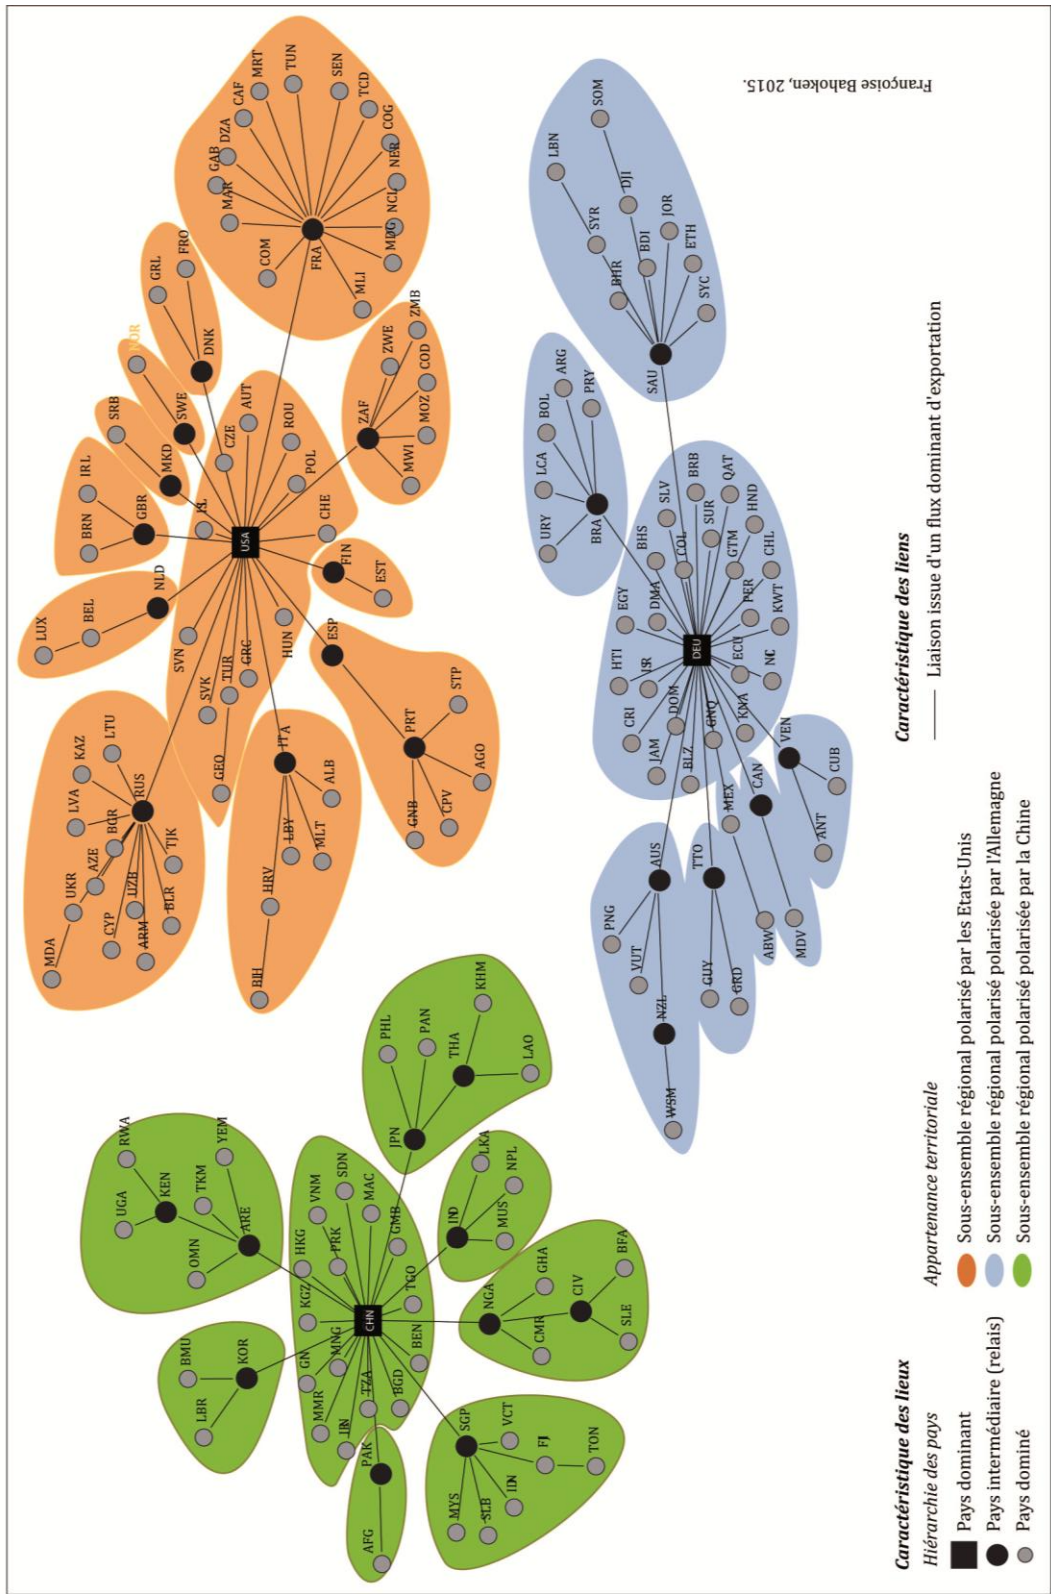 MDA
UKR
AZE
LVA
KAZ
LTU
RUS
BGR
CYP
UZB
ARM
BLR
TJK
LUX
BEL
NLD
BRN
IRL
GBR
SRB
MKD
NOR
SWE
GRL
FRO
DNK
COM
MAR
GAB
DZA
CAF
MRT
TUN
SEN
TCD
COG
NER
NCL
MDG
MLI
FRA
SVN
SVK
TUR
GRC
GEO
HUN
ISL
USA
CZE
AUT
ROU
POL
CHE
FIN
EST
ZAF
ZWE
ZMB
COD
MOZ
MWI
BIH
HRV
LBY
MLT
ALB
ITA
ESP
PRT
STP
AGO
CPV
GNB
UGA
RWA
KEN
TKM
YEM
OMN
ARE
LBR
BMU
KOR
MMR
GN
KGZ
HKG
VNM
SDN
PRK
MAC
GMB
MNG
CHN
TGO
IRN
TZA
BGD
BEN
AFG
PAK
JPN
PHL
PAN
THA
KHM
LAO
IND
LKA
NPL
MUS
NGA
GHA
CMR
CIV
BFA
SLE
MYS
SLB
IDN
SGP
VCT
FJI
TON
URY
LCA
BOL
ARG
PRY
BRA
LBN
SOM
SYR
DJI
BHR
BDI
JOR
ETH
SYC
SAU
CRI
HTI
EGY
BHS
SLV
BRB
ISR
DMA
COL
SUR
QAT
JAM
DOM
DEU
GTM
HND
BLZ
GNQ
KNA
ECU
PER
CHL
KWT
NC
PNG
VUT
AUS
NZL
WSM
TTO
GUY
GRD
MEX
ABW
CAN
MDV
VEN
ANT
CUB
Françoise Bahoken, 2015.
Caractéristique des lieux
Hiérarchie des pays
Pays dominant
Pays intermédiaire (relais)
Pays dominé
Appartenance territoriale
Sous-ensemble régional polarisé par les Etats-Unis
Sous-ensemble régional polarisée par l'Allemagne
Sous-ensemble régional polarisé par la Chine
Caractéristique des liens
Liaison issue d'un flux dominant d'exportation